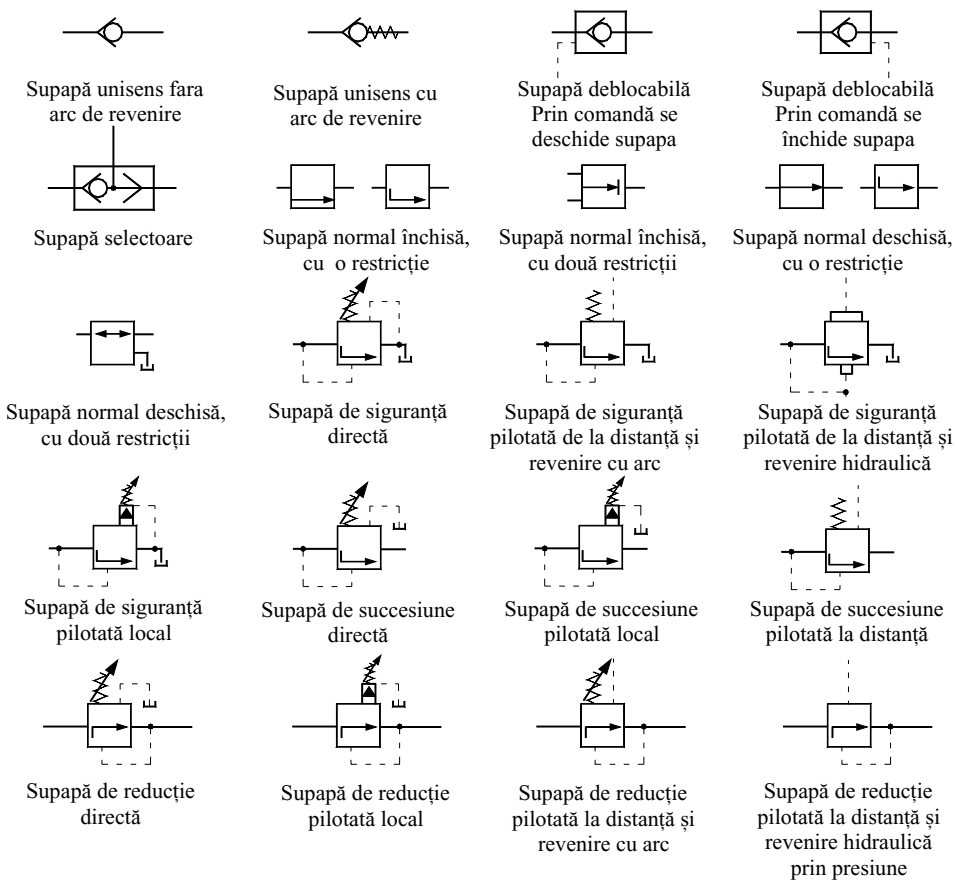 Supapă unisens fara
arc de revenire
Supapă unisens cu
arc de revenire
Supapă deblocabilă
Prin comandă se
deschide supapa
Supapă deblocabilă
Prin comandă se
închide supapa
Supapă selectoare
Supapă normal închisă,
cu o restricție
Supapă normal închisă,
cu două restricții
Supapă normal deschisă,
cu o restricție
Supapă normal deschisă,
cu două restricții
Supapă de siguranță
directă
Supapă de siguranță
pilotată de la distanță și
revenire cu arc
Supapă de siguranță
pilotată de la distanță și
revenire hidraulică
Supapă de siguranță
pilotată local
Supapă de succesiune
directă
Supapă de succesiune
pilotată local
Supapă de succesiune
pilotată la distanță
Supapă de reducție
directă
Supapă de reducție
pilotată local
Supapă de reducție
pilotată la distanță și
revenire cu arc
Supapă de reducție
pilotată la distanță și
revenire hidraulică
prin presiune